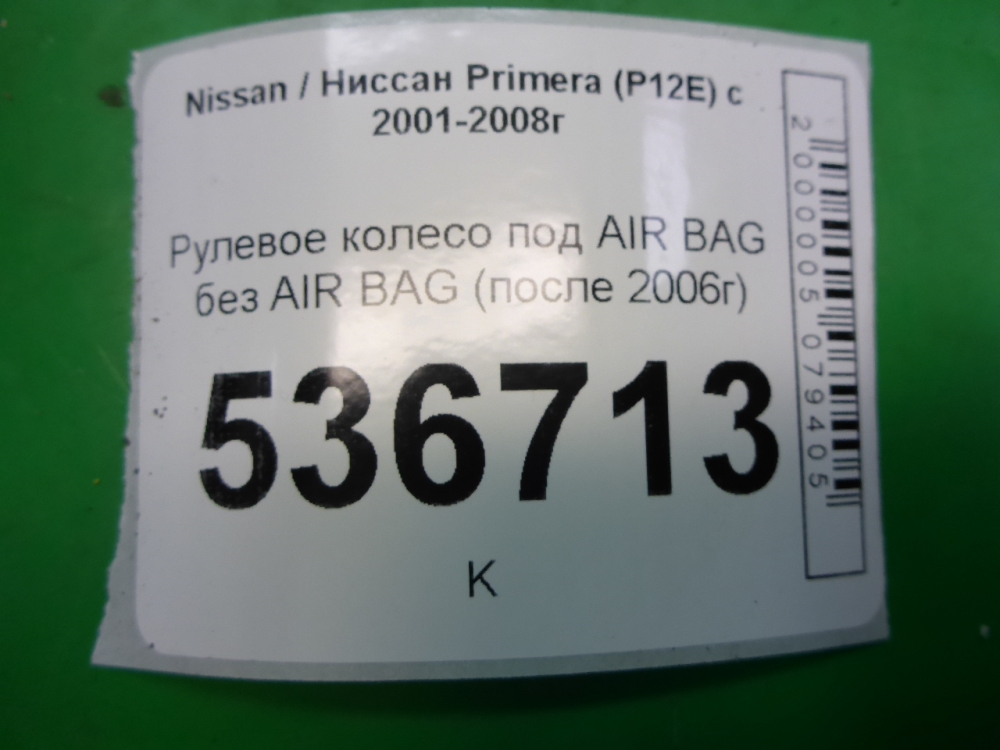 Nissan / Ниссан Primera (P12E) с
2001-2008г
Рулевое колесо под AIR BAG
без AIR BAG (после 2006г)
536713
К
2000005079405